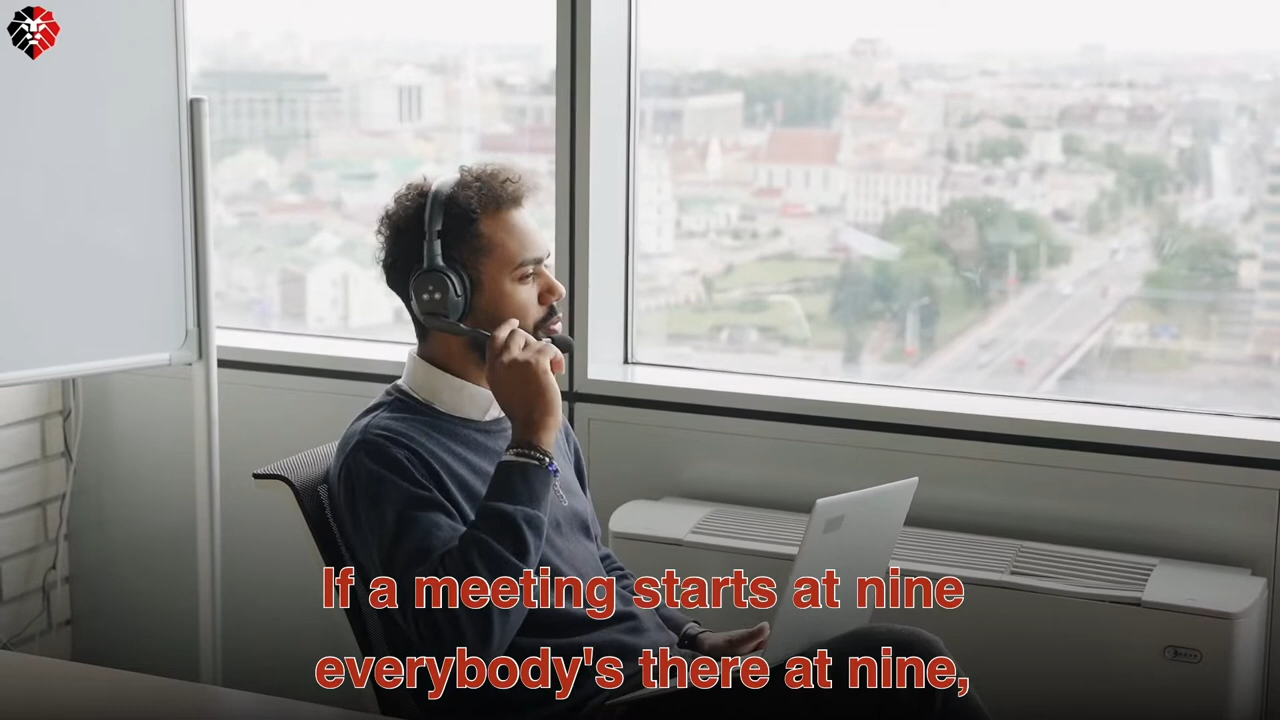 If a meeting starts at nine
everybody's there at nine,